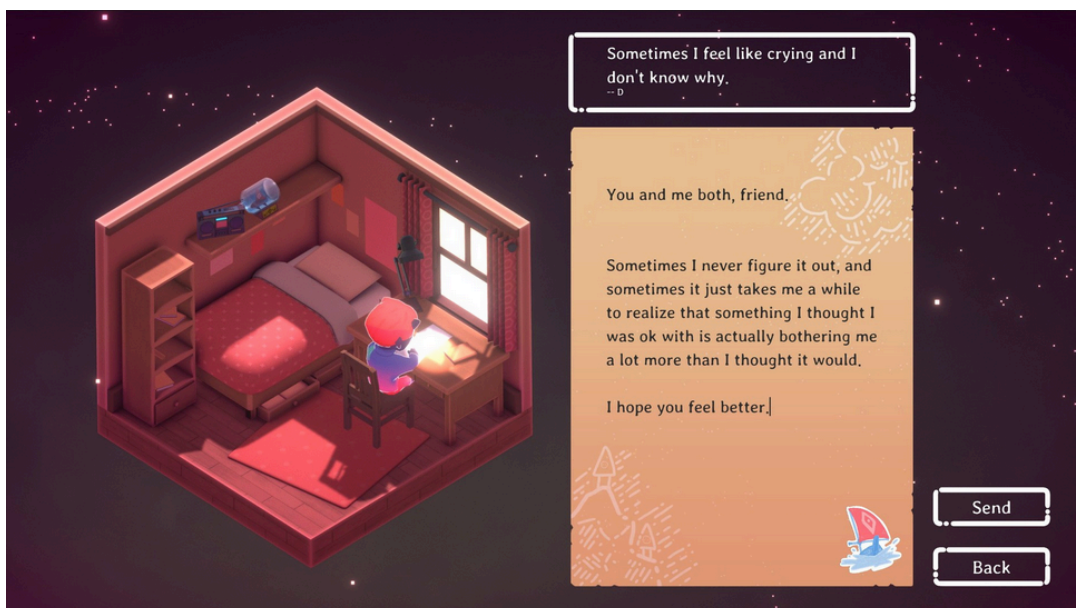 Sometimes I feel like crying and I
don't know why.
-- D
You and me both, friend.
Sometimes I never figure it out, and
sometimes it just takes me a while
to realize that something I thought I
was ok with is actually bothering me
a lot more than I thought it would.
I hope you feel better.
Send
Back